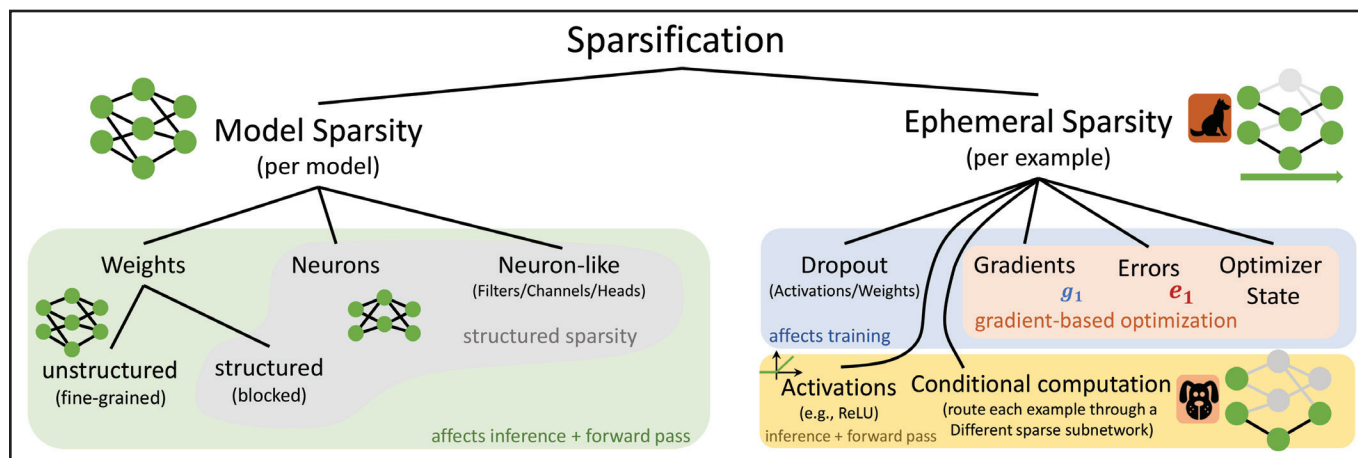 Sparsification
Model Sparsity
(per model)
Ephemeral Sparsity
(per example)
Weights
Neurons
Neuron-like
(Filters/Channels/Heads)
structured sparsity
unstructured
(fine-grained)
structured
(blocked)
affects inference + forward pass
Dropout
(Activations/Weights)
affects training
Gradients
g₁
Errors
e₁
Optimizer
State
gradient-based optimization
Activations
(e.g., ReLU)
inference + forward pass
Conditional computation
(route each example through a
Different sparse subnetwork)